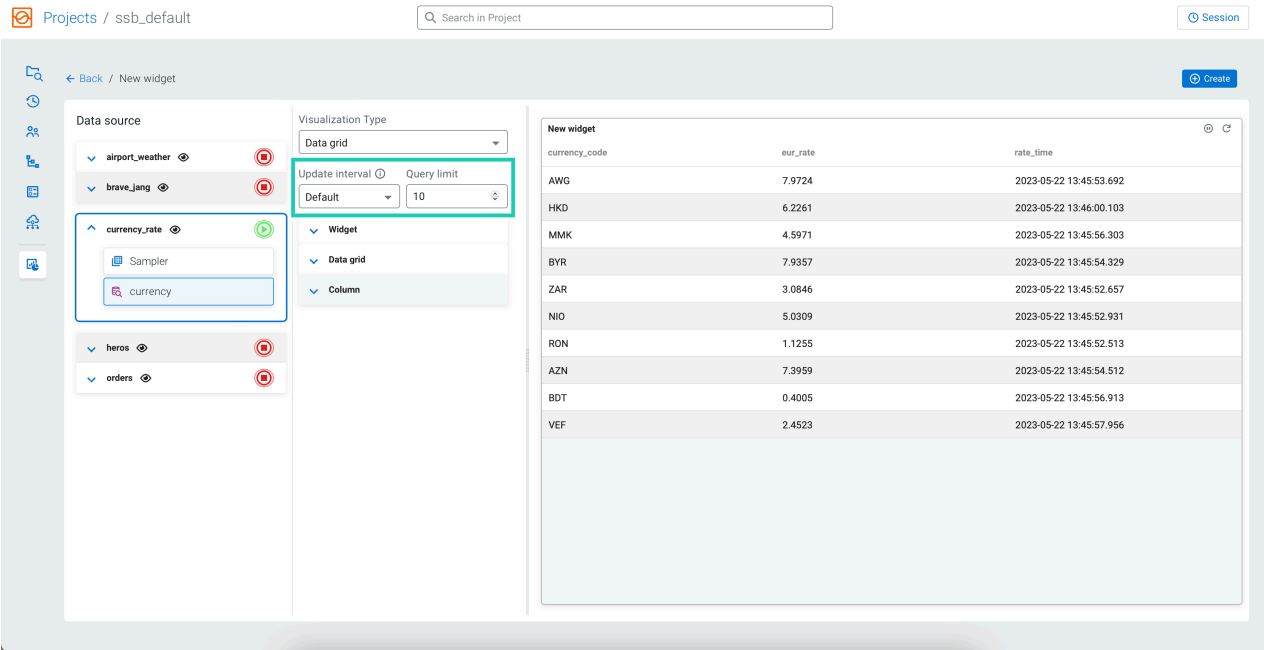 Projects / ssb_default
Search in Project
Session
Back / New widget
Create
Data source
airport_weather
brave_jang
currency_rate
Sampler
currency
heros
orders
Visualization Type
Data grid
Update interval Query limit
Default 10
Widget
Data grid
Column
New widget
currency_code eur_rate rate_time
AWG 7.9724 2023-05-22 13:45:53.692
HKD 6.2261 2023-05-22 13:46:00.103
MMK 4.5971 2023-05-22 13:45:56.303
BYR 7.9357 2023-05-22 13:45:54.329
ZAR 3.0846 2023-05-22 13:45:52.657
NIO 5.0309 2023-05-22 13:45:52.931
RON 1.1255 2023-05-22 13:45:52.513
AZN 7.3959 2023-05-22 13:45:54.512
BDT 0.4005 2023-05-22 13:45:56.913
VEF 2.4523 2023-05-22 13:45:57.956